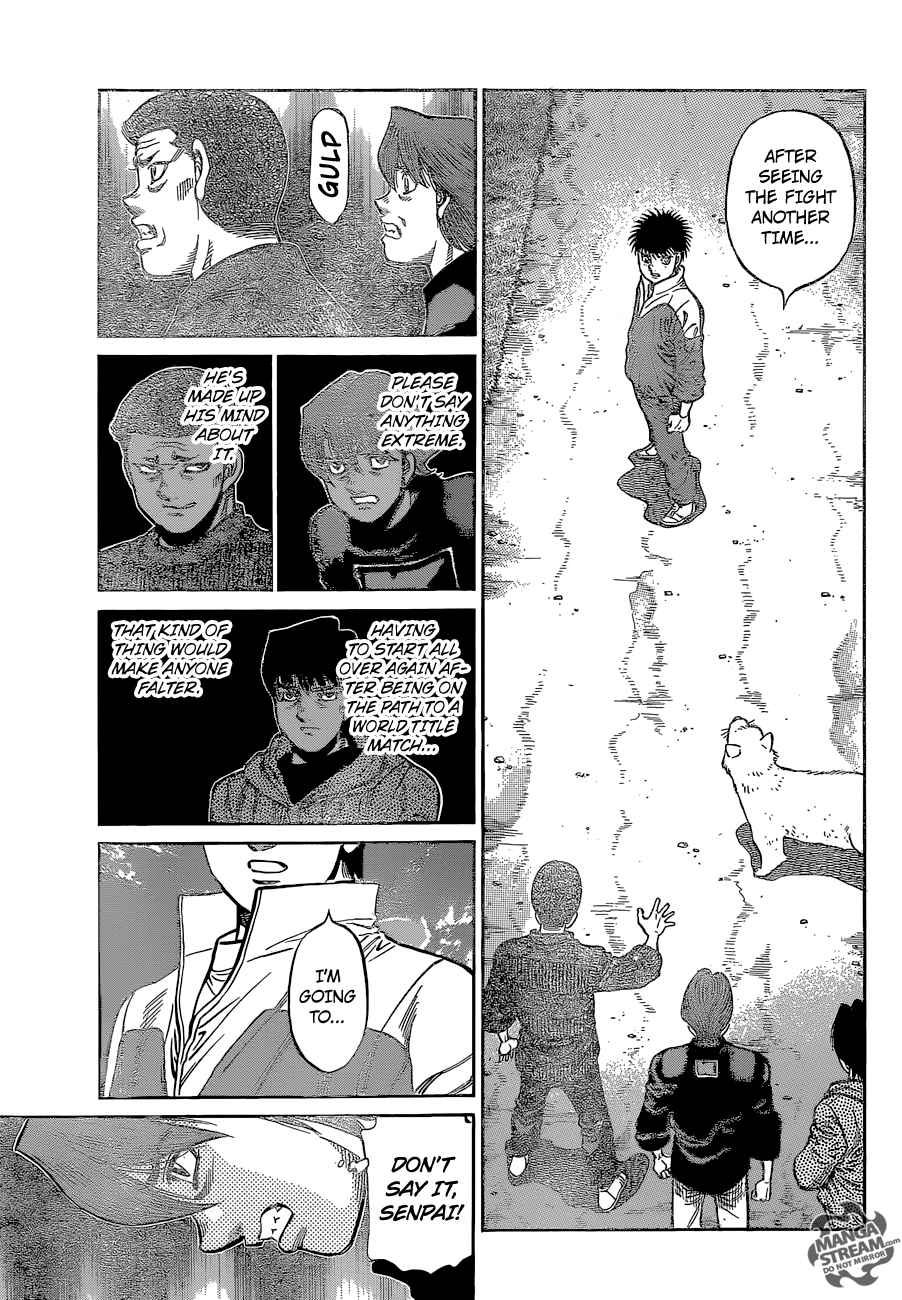 AFTER
SEEING
THE FIGHT
ANOTHER
TIME...
GULP
PLEASE
DON'T SAY
ANYTHING
EXTREME.
HE'S
MADE UP
HIS MIND
ABOUT
IT.
HAVING
TO START ALL
OVER AGAIN AF-
TER BEING ON
THE PATH TO A
WORLD TITLE
MATCH...
THAT KIND OF
THING WOULD
MAKE ANYONE
FALTER.
I'M
GOING
TO...
DON'T
SAY IT,
SENPAI!
MANGA
STREAM.com
DO NOT MIRROR